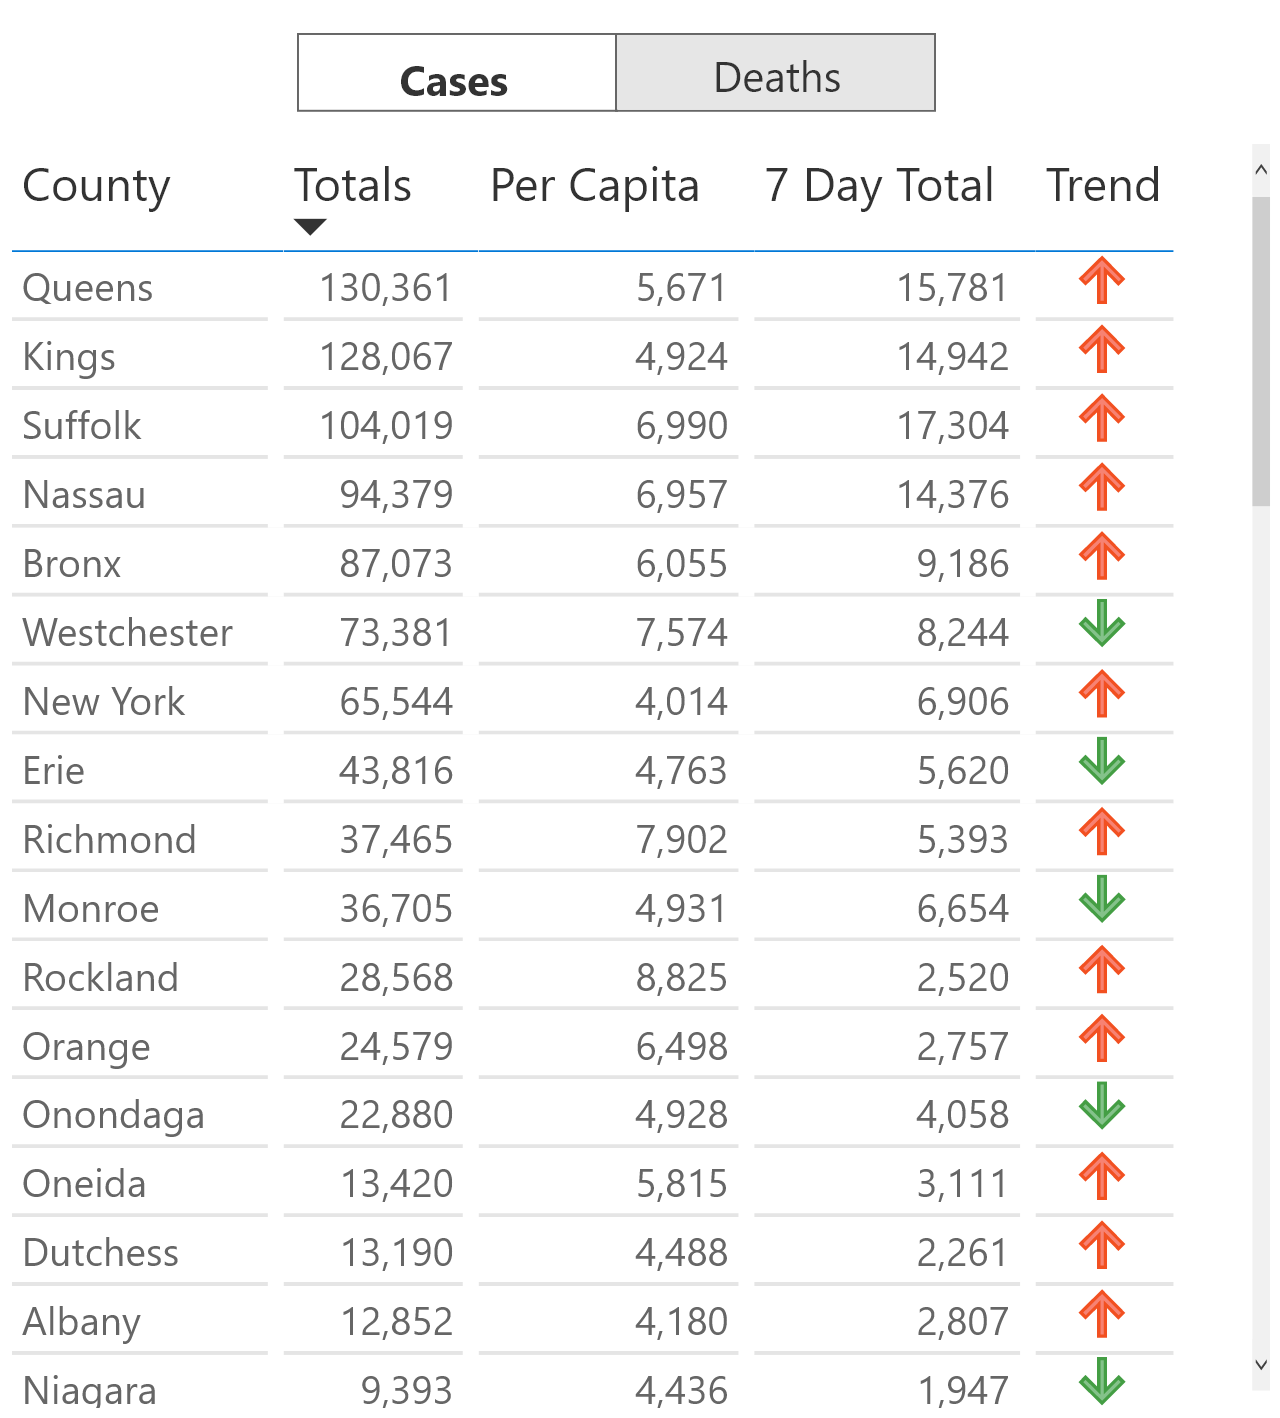 Cases Deaths
County Totals Per Capita 7 Day Total Trend
Queens 130,361 5,671 15,781
Kings 128,067 4,924 14,942
Suffolk 104,019 6,990 17,304
Nassau 94,379 6,957 14,376
Bronx 87,073 6,055 9,186
Westchester 73,381 7,574 8,244
New York 65,544 4,014 6,906
Erie 43,816 4,763 5,620
Richmond 37,465 7,902 5,393
Monroe 36,705 4,931 6,654
Rockland 28,568 8,825 2,520
Orange 24,579 6,498 2,757
Onondaga 22,880 4,928 4,058
Oneida 13,420 5,815 3,111
Dutchess 13,190 4,488 2,261
Albany 12,852 4,180 2,807
Niagara 9,393 4,436 1,947